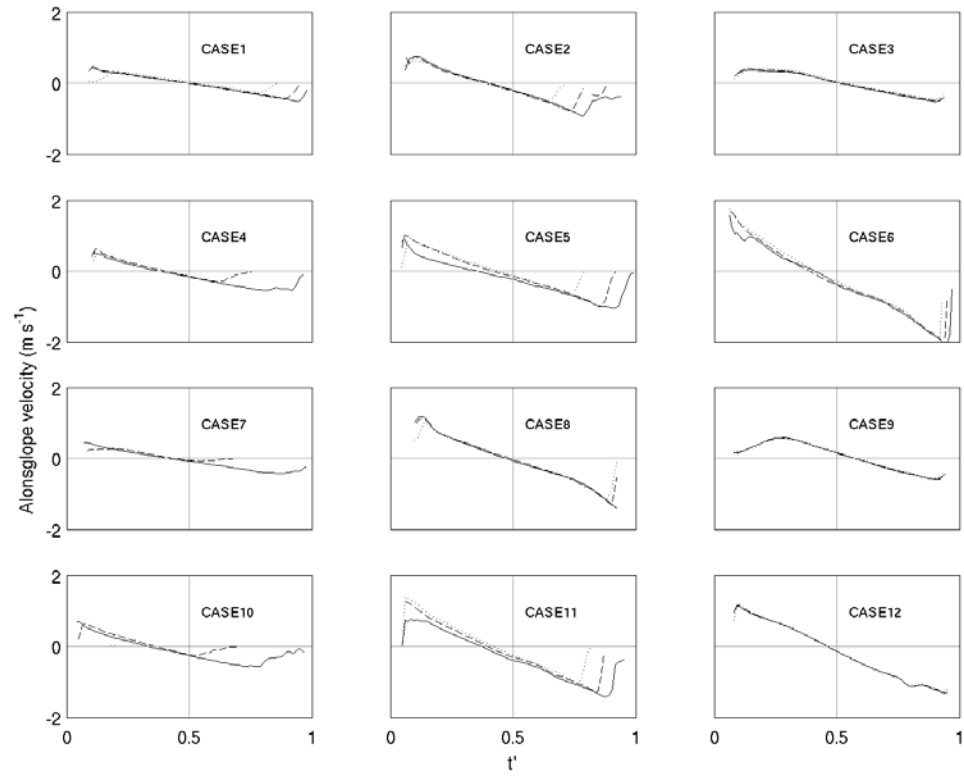 2
0
-2
CASE1
CASE2
CASE3
2
0
-2
CASE4
CASE5
CASE6
2
0
-2
CASE7
CASE8
CASE9
2
0
-2
CASE10
CASE11
CASE12
0
0.5
1
0
0.5
1
0
0.5
1
t'
Alonsglope velocity (m s⁻¹)